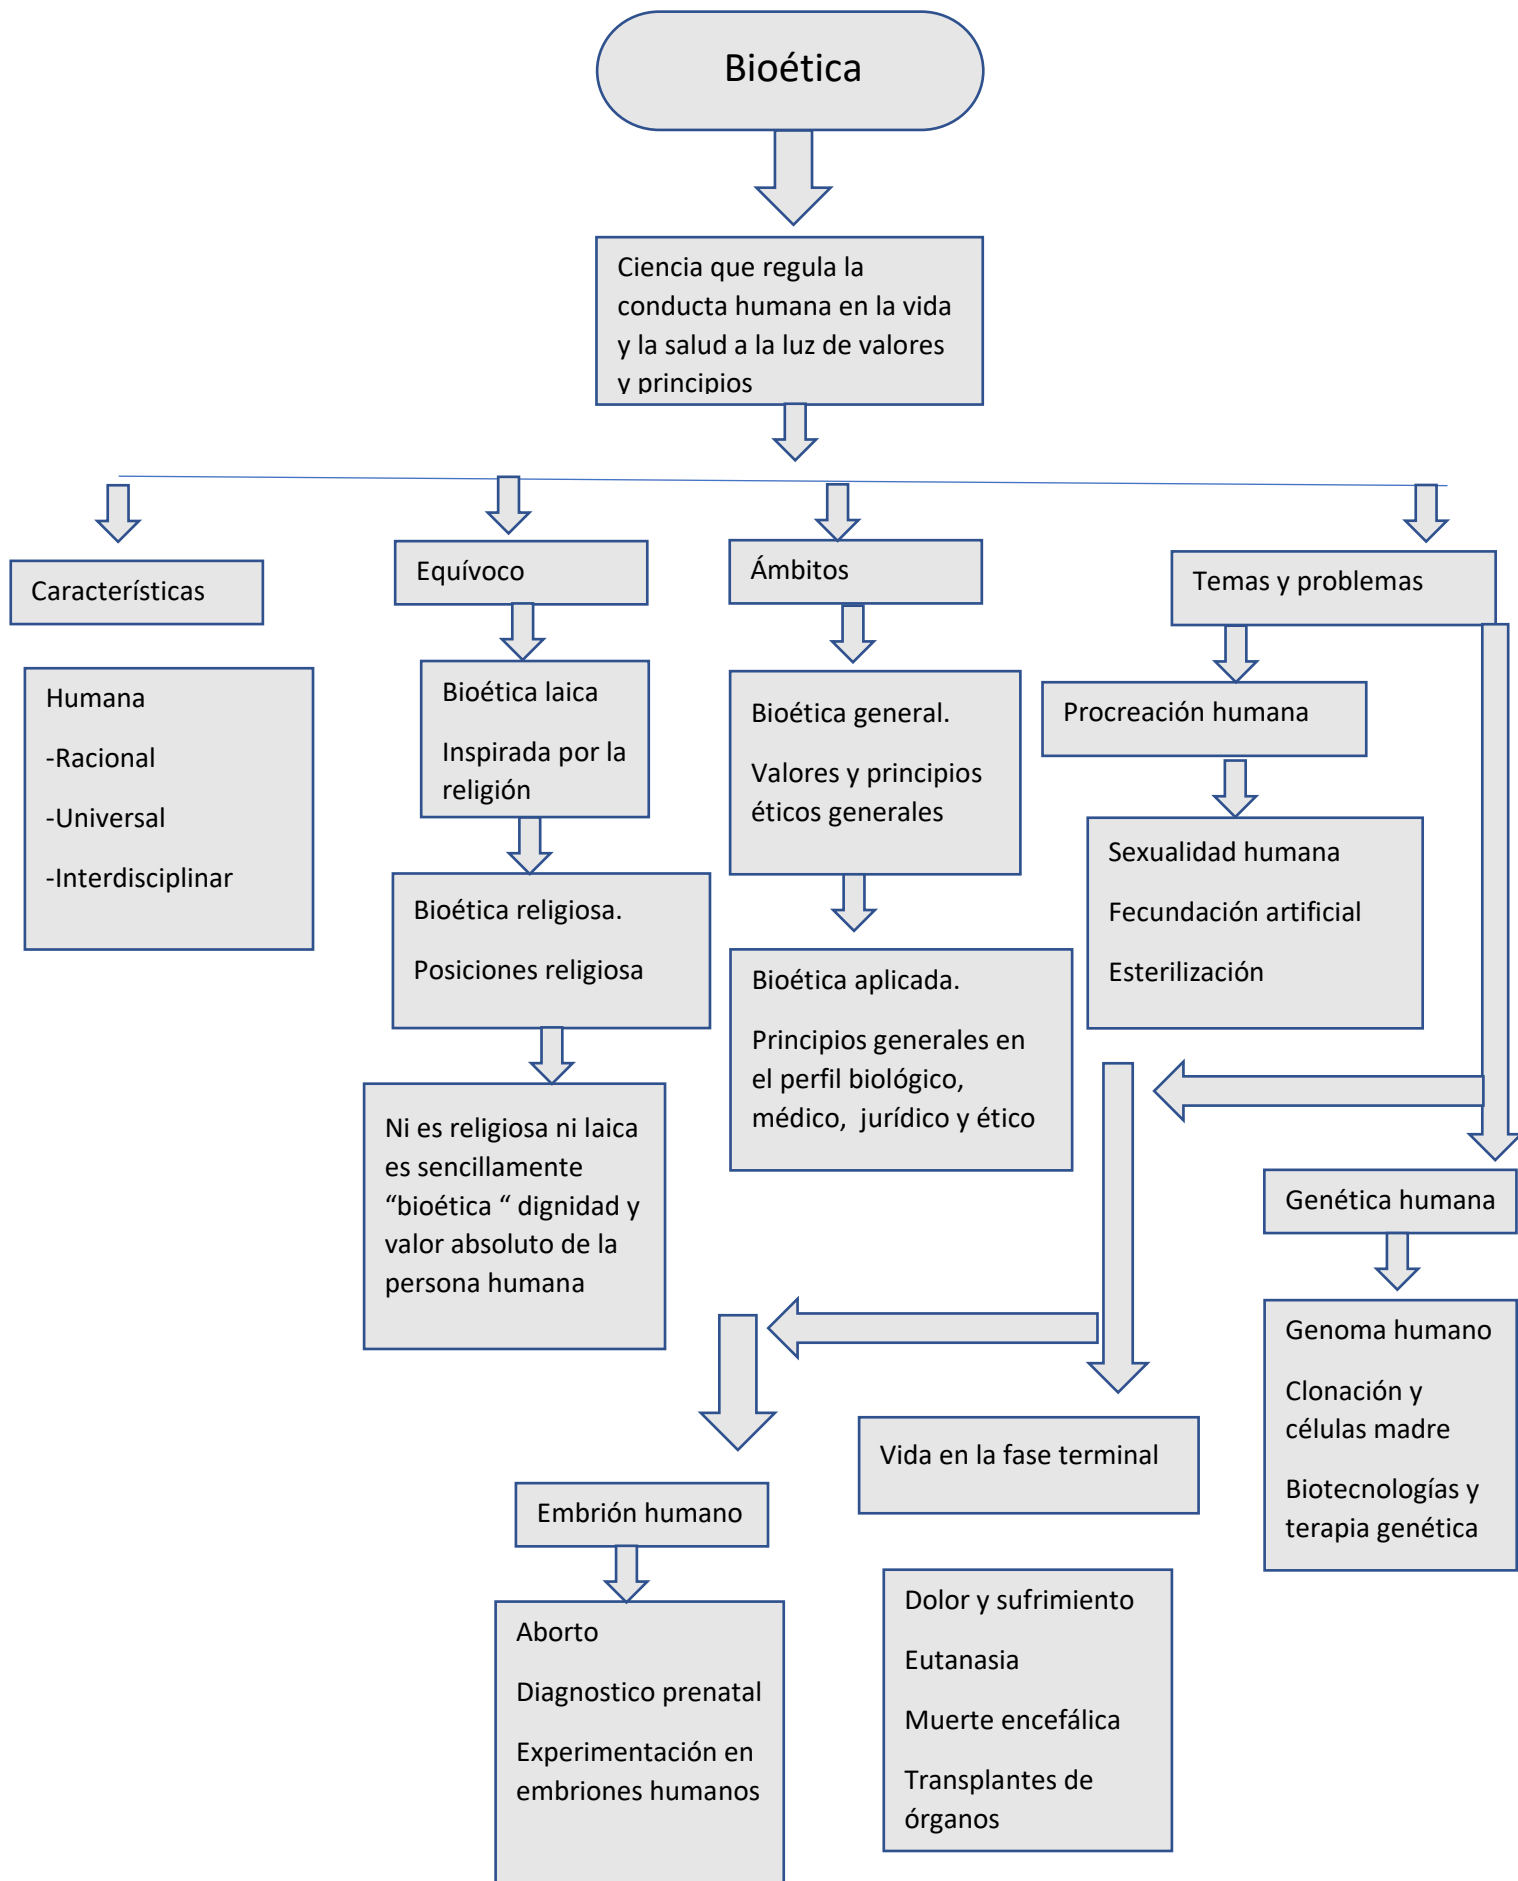 Bioética
Ciencia que regula la
conducta humana en la vida
y la salud a la luz de valores
y principios
Características
Humana
-Racional
-Universal
-Interdisciplinar
Equívoco
Bioética laica
Inspirada por la
religión
Bioética religiosa.
Posiciones religiosa
Ni es religiosa ni laica
es sencillamente
“bioética “ dignidad y
valor absoluto de la
persona humana
Ámbitos
Bioética general.
Valores y principios
éticos generales
Bioética aplicada.
Principios generales en
el perfil biológico,
médico,  jurídico y ético
Temas y problemas
Procreación humana
Sexualidad humana
Fecundación artificial
Esterilización
Genética humana
Genoma humano
Clonación y
células madre
Biotecnologías y
terapia genética
Vida en la fase terminal
Dolor y sufrimiento
Eutanasia
Muerte encefálica
Transplantes de
órganos
Embrión humano
Aborto
Diagnostico prenatal
Experimentación en
embriones humanos